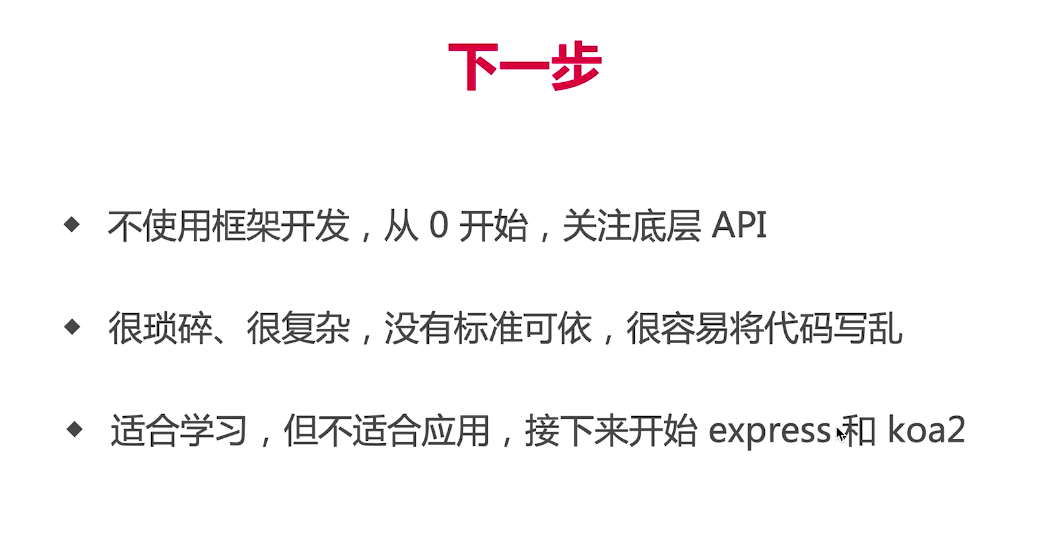 下一步
不使用框架开发，从 0 开始，关注底层 API
很琐碎、很复杂，没有标准可依，很容易将代码写乱
适合学习，但不适合应用，接下来开始 express 和 koa2